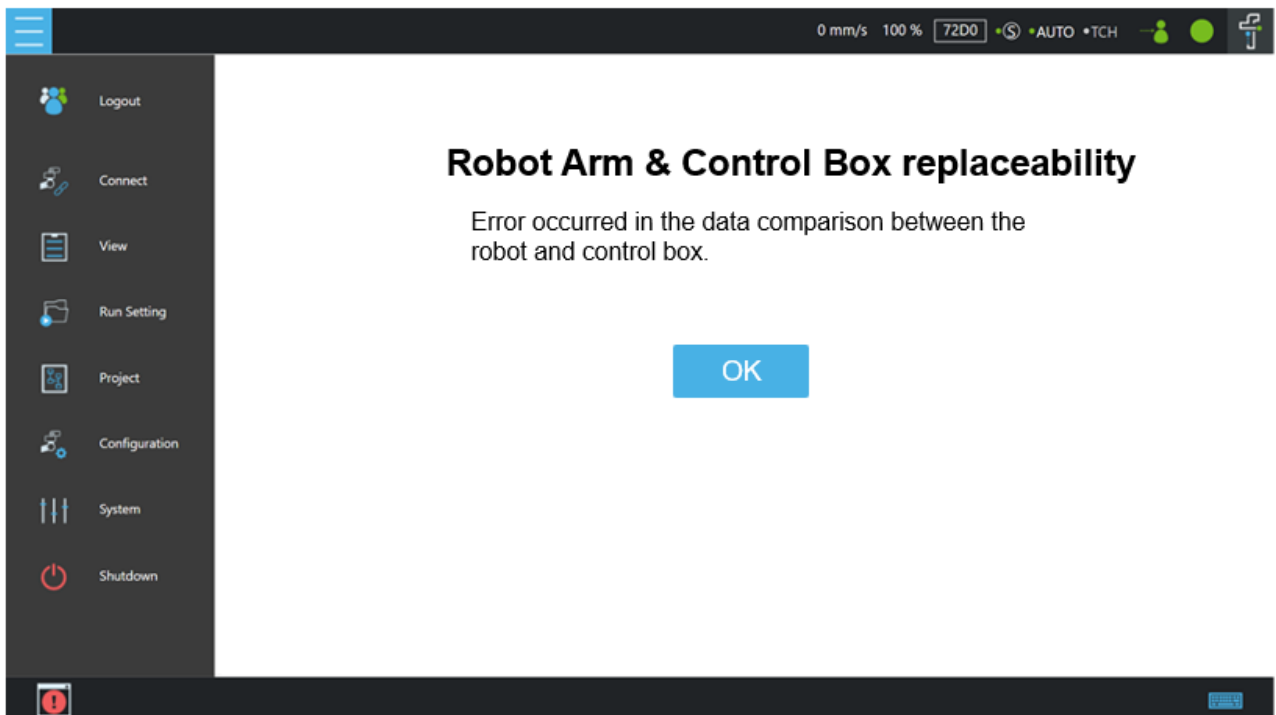 0 mm/s 100 % 72D0 •Ⓢ •AUTO •TCH
Logout
Connect
View
Run Setting
Project
Configuration
System
Shutdown
Robot Arm & Control Box replaceability
Error occurred in the data comparison between the
robot and control box.
OK